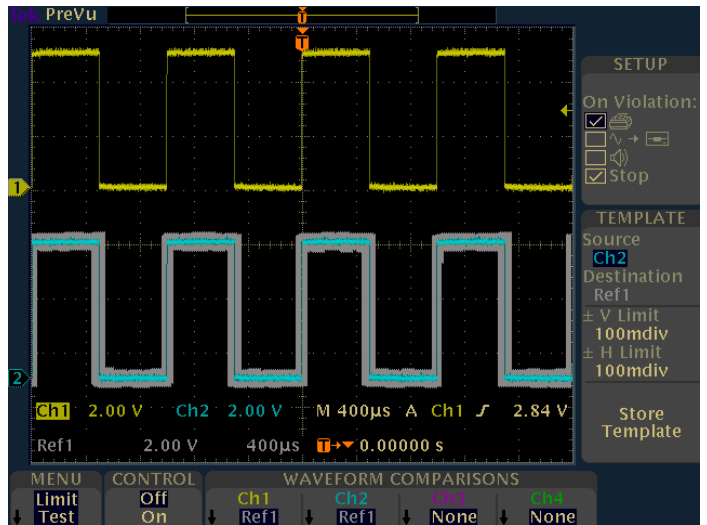 Tek PreVu
T
SETUP
On Violation:
Stop
1
TEMPLATE
Source
Ch2
Destination
Ref1
± V Limit
100mdiv
± H Limit
100mdiv
2
Ch1 2.00 V Ch2 2.00 V M 400µs A Ch1 2.84 V
Ref1 2.00 V 400µs T 0.00000 s
Store
Template
MENU CONTROL WAVEFORM COMPARISONS
Limit Off Ch1 Ch2 Ch3 Ch4
Test On Ref1 Ref1 None None